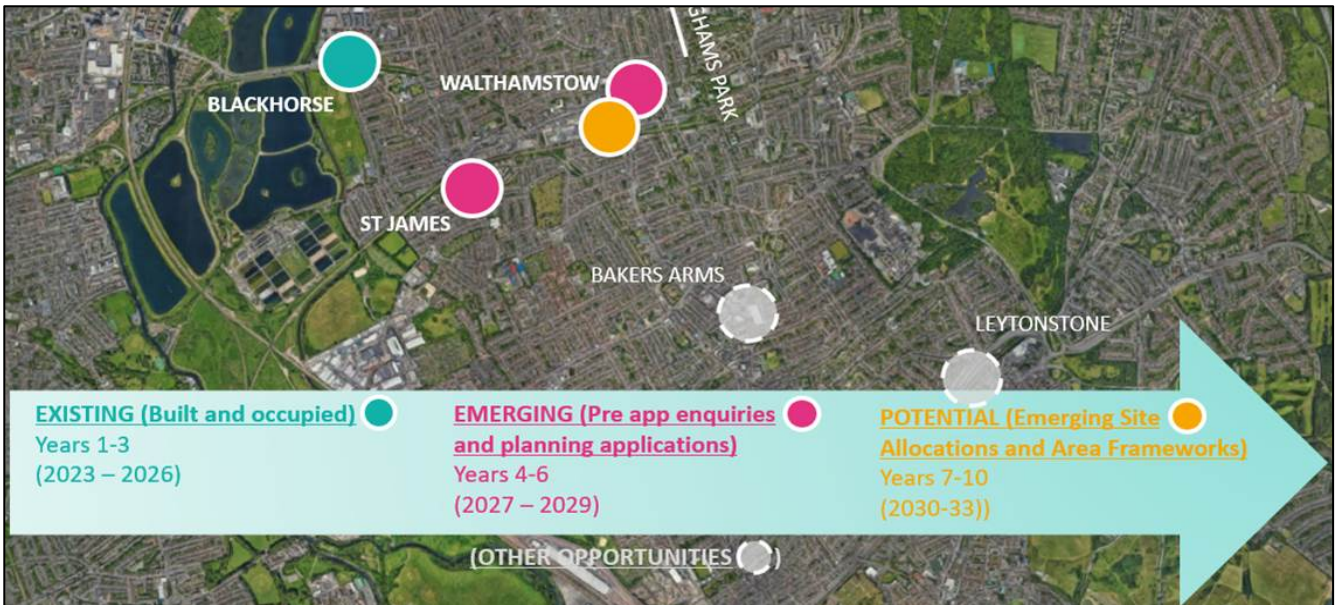 GHAMS PARK
WALTHAMSTOW
BLACKHORSE
ST JAMES
BAKERS ARMS
LEYTONSTONE
EXISTING (Built and occupied)
Years 1-3
(2023 – 2026)
EMERGING (Pre app enquiries
and planning applications)
Years 4-6
(2027 – 2029)
POTENTIAL (Emerging Site
Allocations and Area Frameworks)
Years 7-10
(2030-33))
(OTHER OPPORTUNITIES )